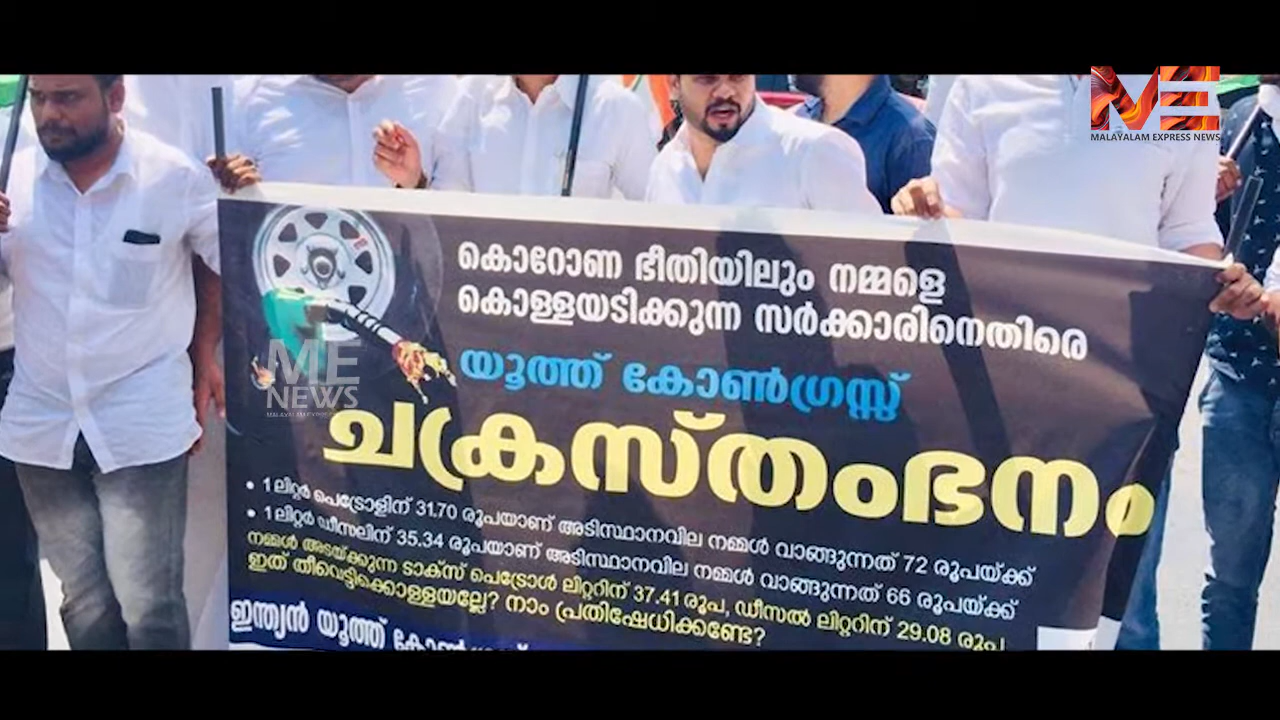 ME
MALAYALAM EXPRESS NEWS
കൊറോണ ഭീതിയിലും നമ്മളെ
കൊള്ളയടിക്കുന്ന സർക്കാരിനെതിരെ
യൂത്ത് കോൺഗ്രസ്സ്
ME
NEWS
ചക്രസ്തംഭനം
• 1 ലിറ്റർ പെട്രോളിന് 31.70 രൂപയാണ് അടിസ്ഥാനവില നമ്മൾ വാങ്ങുന്നത് 72 രൂപയ്ക്ക്
• 1 ലിറ്റർ ഡീസലിന് 35.34 രൂപയാണ് അടിസ്ഥാനവില നമ്മൾ വാങ്ങുന്നത് 66 രൂപയ്ക്ക്
നമ്മൾ അടയ്ക്കുന്ന ടാക്സ് പെട്രോൾ ലിറ്ററിന് 37.41 രൂപ, ഡീസൽ ലിറ്ററിന് 29.08 രൂപ
ഇത് തീവെട്ടിക്കൊള്ളയല്ലേ? നാം പ്രതിഷേധിക്കണ്ടേ?
ഇന്ത്യൻ യൂത്ത് കോൺഗ്രസ്സ്